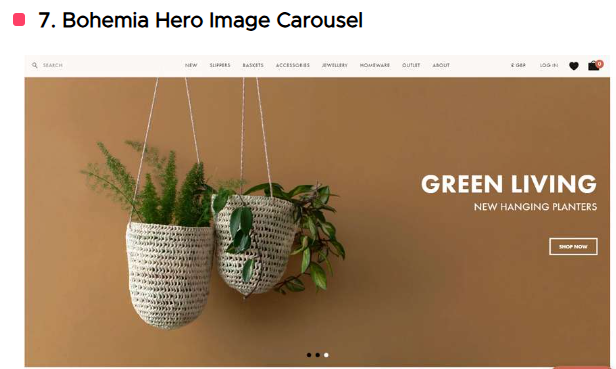 7. Bohemia Hero Image Carousel
SEARCH NEW SLIPPERS BASKETS ACCESSORIES JEWELLERY HOMEWARE OUTLET ABOUT £ GBP LOG IN 0
GREEN LIVING
NEW HANGING PLANTERS
SHOP NOW